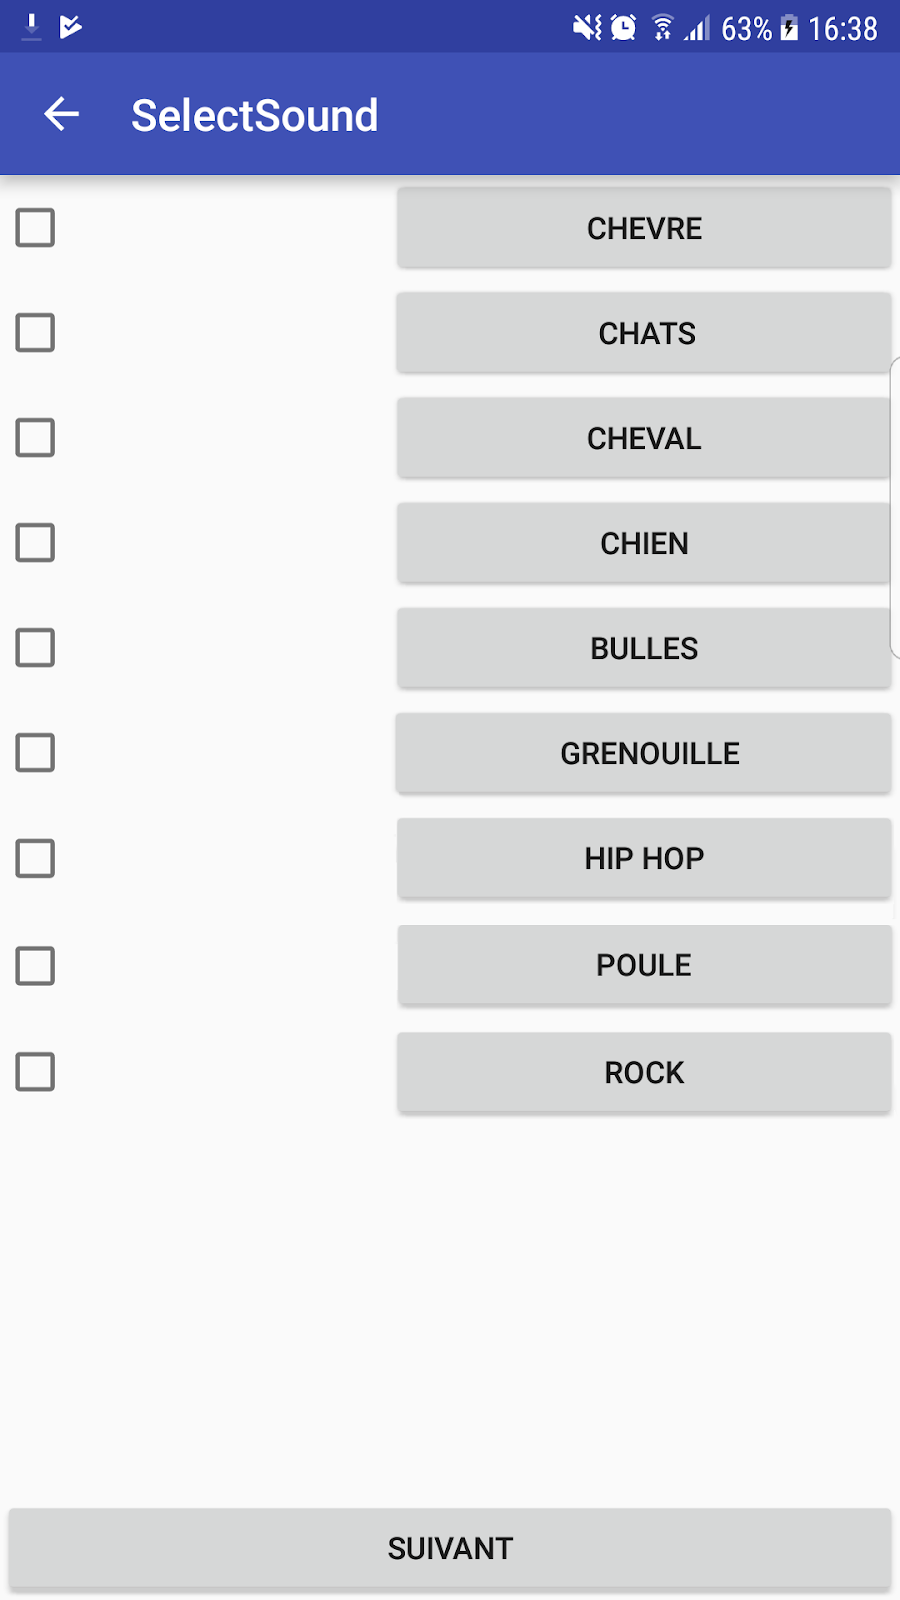 63% 16:38
SelectSound
CHEVRE
CHATS
CHEVAL
CHIEN
BULLES
GRENOUILLE
HIP HOP
POULE
ROCK
SUIVANT